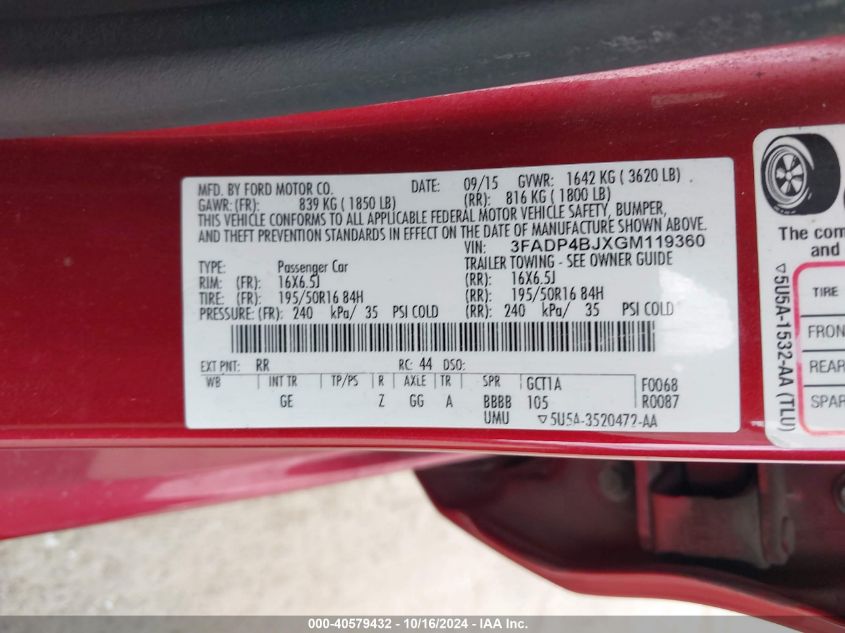 MFD. BY FORD MOTOR CO. DATE: 09/15 GVWR: 1642 KG ( 3620 LB)
GAWR: (FR): 839 KG ( 1850 LB) (RR): 816 KG ( 1800 LB)
THIS VEHICLE CONFORMS TO ALL APPLICABLE FEDERAL MOTOR VEHICLE SAFETY, BUMPER,
AND THEFT PREVENTION STANDARDS IN EFFECT ON THE DATE OF MANUFACTURE SHOWN ABOVE.
VIN: 3FADP4BJXGM119360
TYPE: Passenger Car TRAILER TOWING - SEE OWNER GUIDE
RIM: (FR): 16X6.5J (RR): 16X6.5J
TIRE: (FR): 195/50R16 84H (RR): 195/50R16 84H
PRESSURE: (FR): 240 kPa/ 35 PSI COLD (RR): 240 kPa/ 35 PSI COLD
EXT PNT: RR RC: 44 DSO:
WB INT TR TP/PS R AXLE TR SPR GCT1A F0068
GE Z GG A BBBB 105 R0087
UMU ▽5U5A-3520472-AA
The com
and
TIRE
FRON
REAR
SPAR
▽5U5A-1532-AA (TLU)
000-40579432 - 10/16/2024 - IAA Inc.